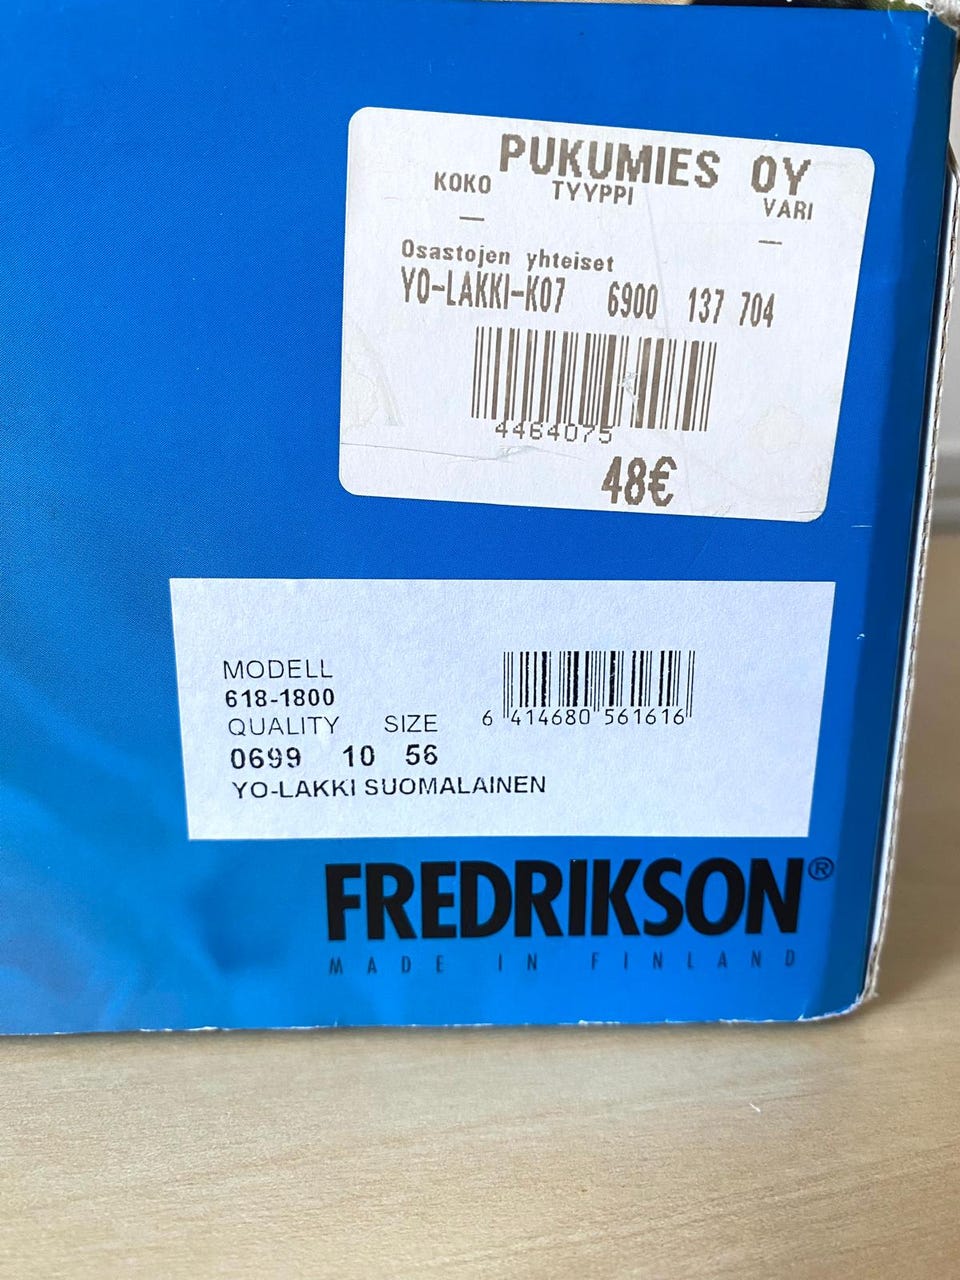 PUKUMIES OY
KOKO TYYPPI VARI
— —
Osastojen yhteiset
YO-LAKKI-K07 6900 137 704
4464075
48€
MODELL
618-1800
QUALITY SIZE
0699 10 56
YO-LAKKI SUOMALAINEN
6 414680 561616
FREDRIKSON®
MADE IN FINLAND